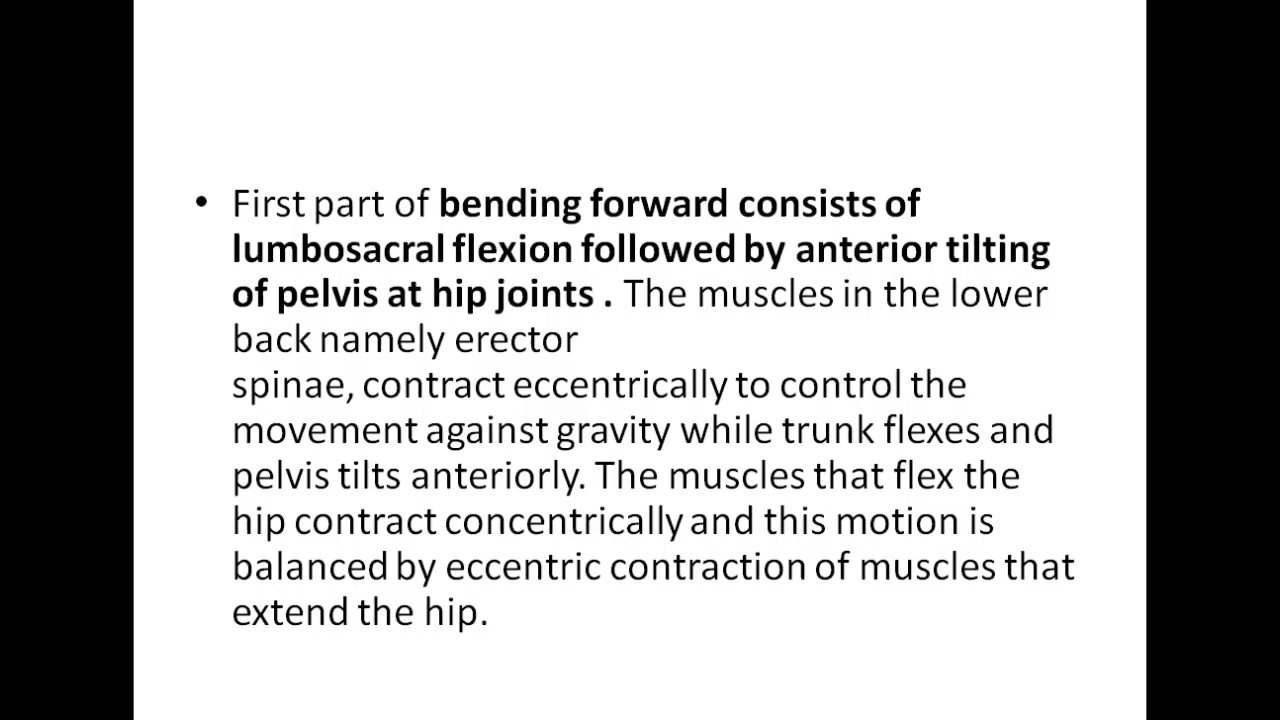 • First part of bending forward consists of
lumbosacral flexion followed by anterior tilting
of pelvis at hip joints . The muscles in the lower
back namely erector
spinae, contract eccentrically to control the
movement against gravity while trunk flexes and
pelvis tilts anteriorly. The muscles that flex the
hip contract concentrically and this motion is
balanced by eccentric contraction of muscles that
extend the hip.